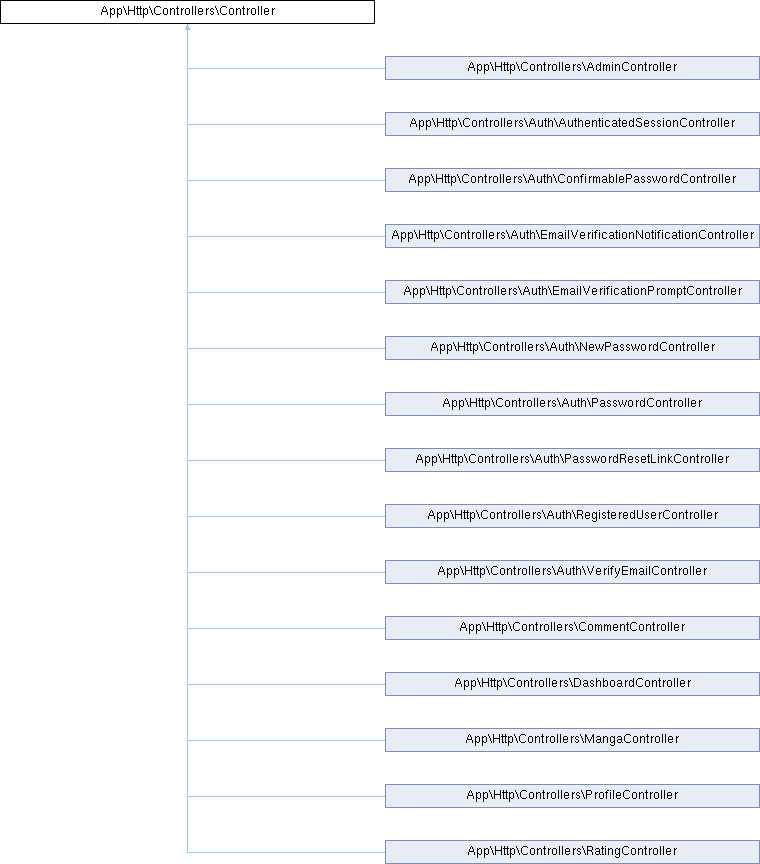 App\Http\Controllers\Controller
App\Http\Controllers\AdminController
App\Http\Controllers\Auth\AuthenticatedSessionController
App\Http\Controllers\Auth\ConfirmablePasswordController
App\Http\Controllers\Auth\EmailVerificationNotificationController
App\Http\Controllers\Auth\EmailVerificationPromptController
App\Http\Controllers\Auth\NewPasswordController
App\Http\Controllers\Auth\PasswordController
App\Http\Controllers\Auth\PasswordResetLinkController
App\Http\Controllers\Auth\RegisteredUserController
App\Http\Controllers\Auth\VerifyEmailController
App\Http\Controllers\CommentController
App\Http\Controllers\DashboardController
App\Http\Controllers\MangaController
App\Http\Controllers\ProfileController
App\Http\Controllers\RatingController